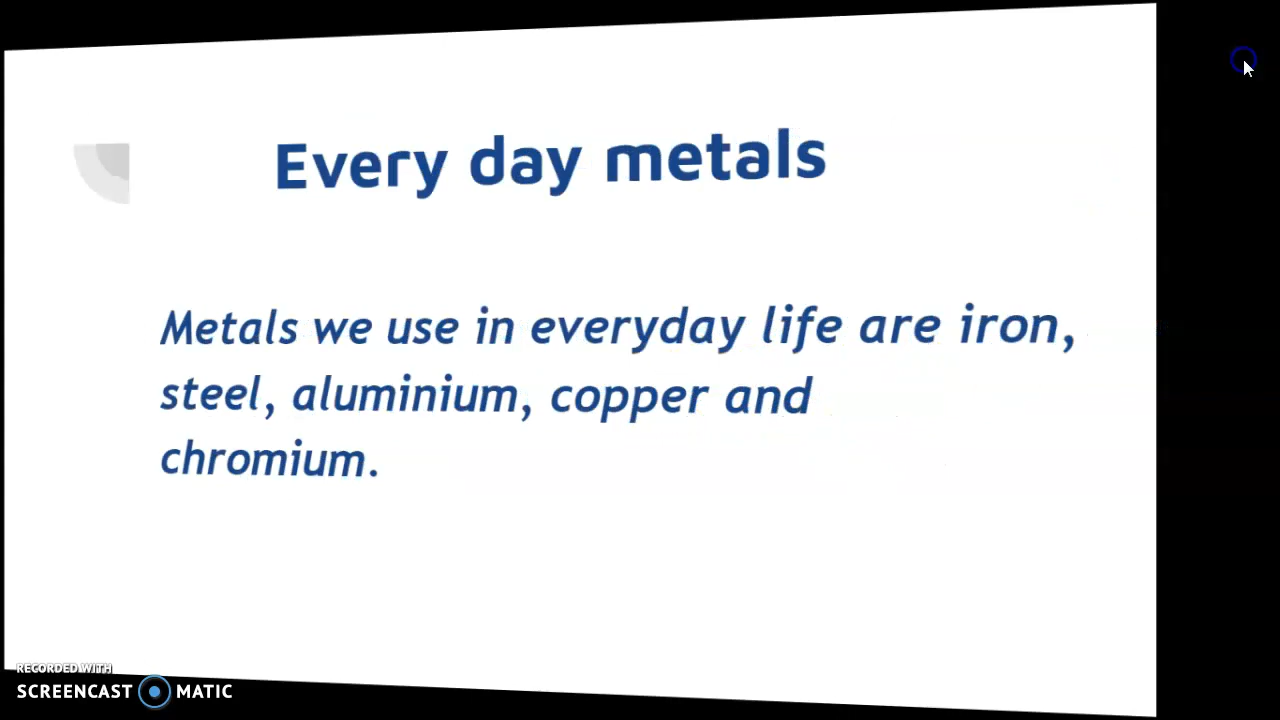 Every day metals
Metals we use in everyday life are iron,
steel, aluminium, copper and
chromium.
RECORDED WITH
SCREENCAST MATIC